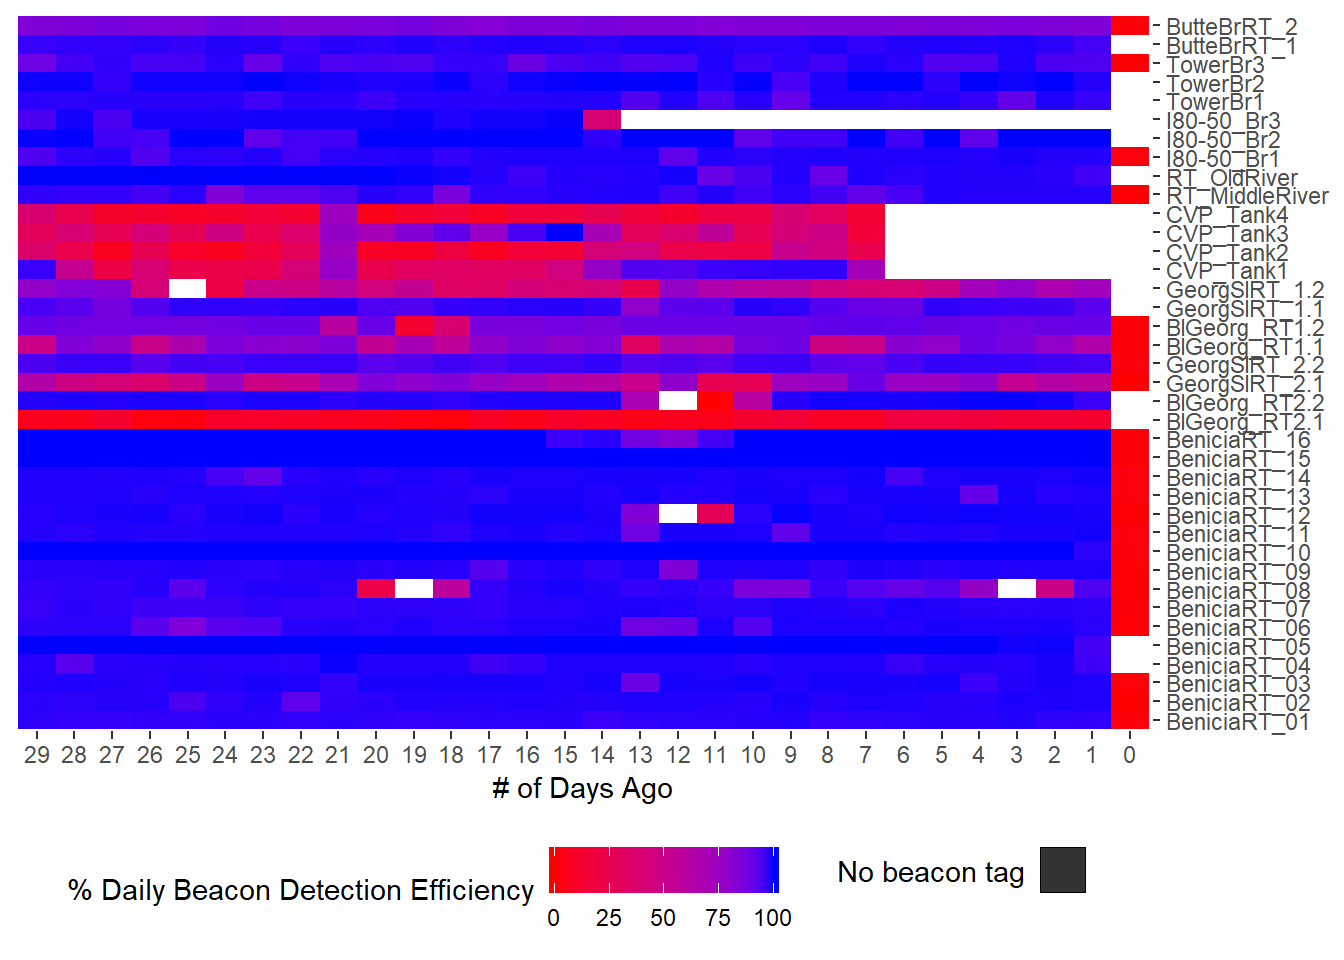 ButteBrRT_2
ButteBrRT_1
TowerBr3
TowerBr2
TowerBr1
I80-50_Br3
I80-50_Br2
I80-50_Br1
RT_OldRiver
RT_MiddleRiver
CVP_Tank4
CVP_Tank3
CVP_Tank2
CVP_Tank1
GeorgSlRT_1.2
GeorgSlRT_1.1
BlGeorg_RT1.2
BlGeorg_RT1.1
GeorgSlRT_2.2
GeorgSlRT_2.1
BlGeorg_RT2.2
BlGeorg_RT2.1
BeniciaRT_16
BeniciaRT_15
BeniciaRT_14
BeniciaRT_13
BeniciaRT_12
BeniciaRT_11
BeniciaRT_10
BeniciaRT_09
BeniciaRT_08
BeniciaRT_07
BeniciaRT_06
BeniciaRT_05
BeniciaRT_04
BeniciaRT_03
BeniciaRT_02
BeniciaRT_01
29 28 27 26 25 24 23 22 21 20 19 18 17 16 15 14 13 12 11 10 9 8 7 6 5 4 3 2 1 0
# of Days Ago
% Daily Beacon Detection Efficiency
0 25 50 75 100
No beacon tag